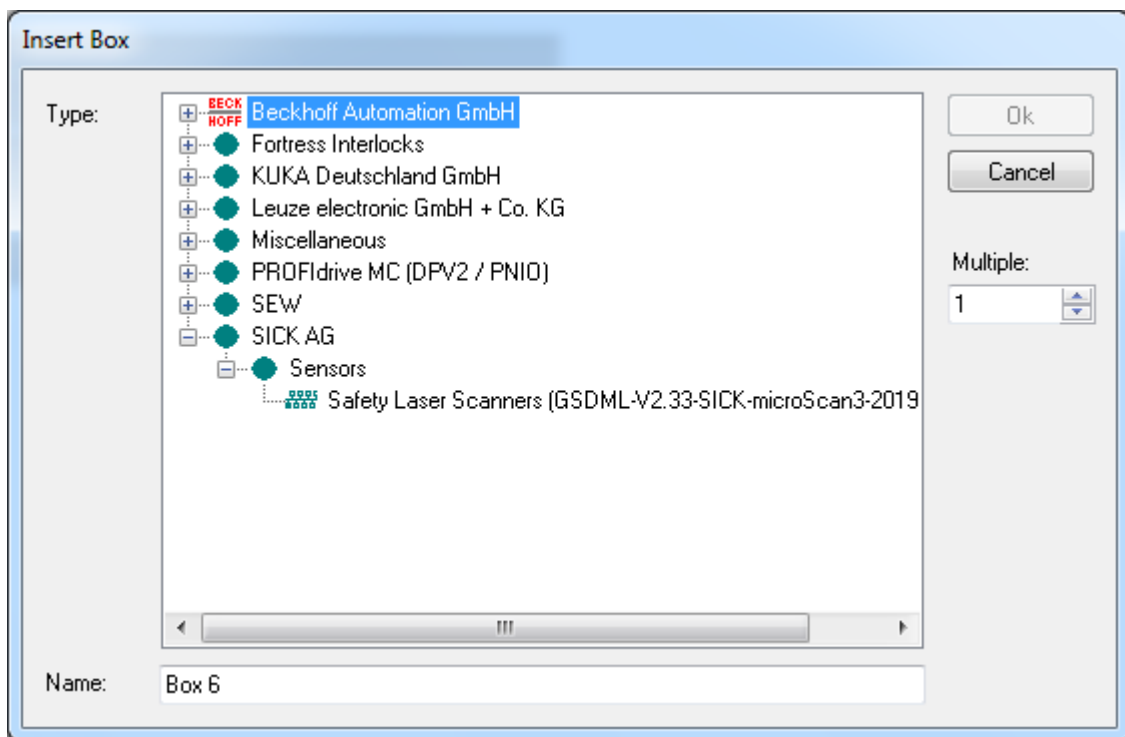 Insert Box
Type:
BECK
HOFF
Beckhoff Automation GmbH
Fortress Interlocks
KUKA Deutschland GmbH
Leuze electronic GmbH + Co. KG
Miscellaneous
PROFIdrive MC (DPV2 / PNIO)
SEW
SICK AG
Sensors
Safety Laser Scanners (GSDML-V2.33-SICK-microScan3-2019
Ok
Cancel
Multiple:
1
Name:
Box 6